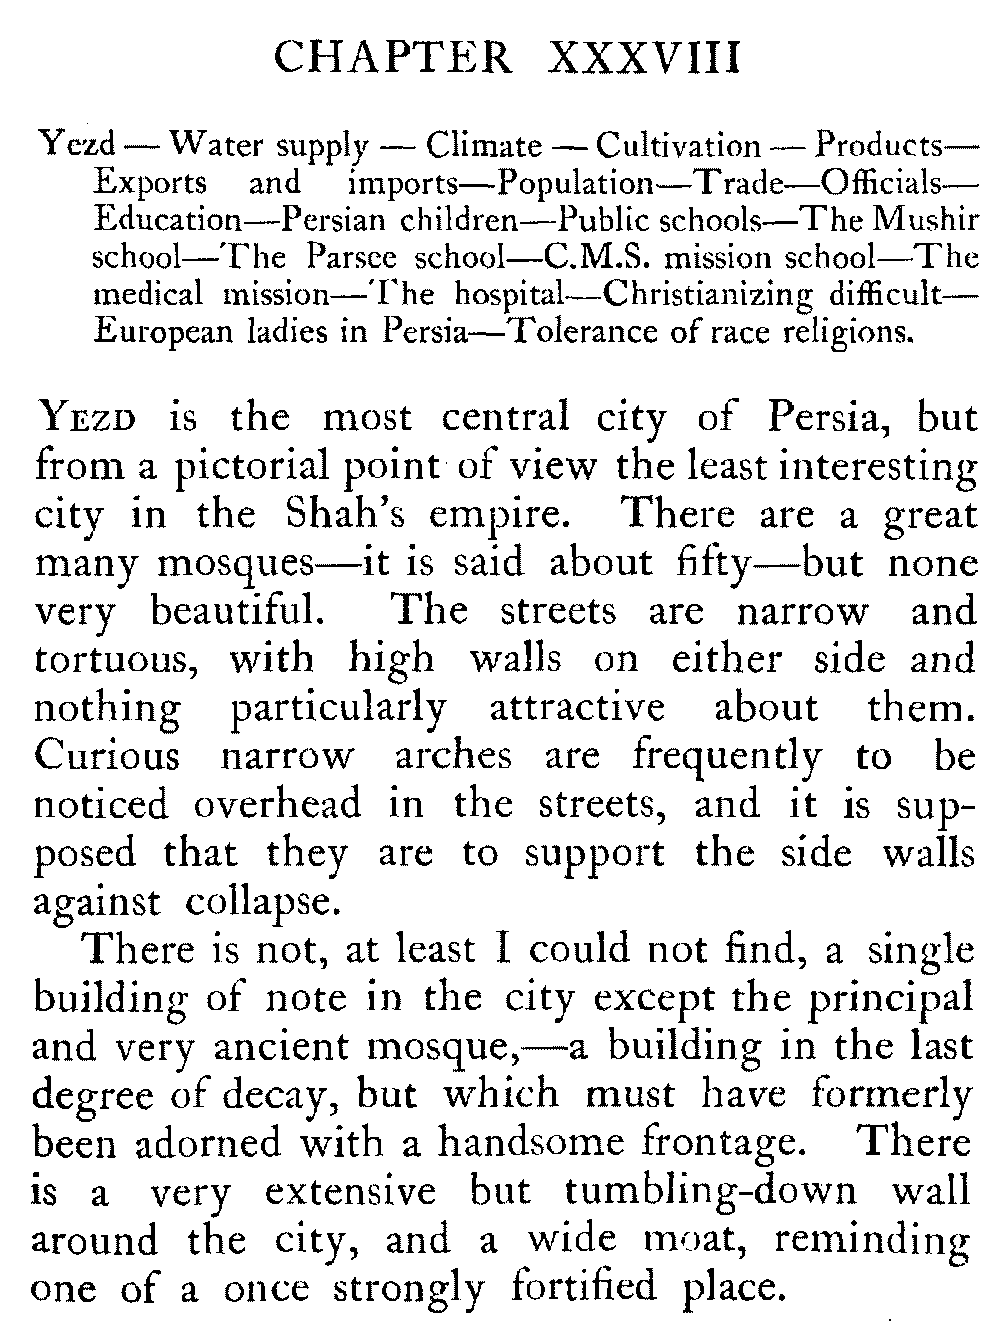 CHAPTER XXXVIII
Yezd — Water supply — Climate — Cultivation — Products—
Exports and imports—Population—Trade—Officials—
Education—Persian children—Public schools—The Mushir
school—The Parsee school—C.M.S. mission school—The
medical mission—The hospital—Christianizing difficult—
European ladies in Persia—Tolerance of race religions.
YEZD is the most central city of Persia, but
from a pictorial point of view the least interesting
city in the Shah's empire. There are a great
many mosques—it is said about fifty—but none
very beautiful. The streets are narrow and
tortuous, with high walls on either side and
nothing particularly attractive about them.
Curious narrow arches are frequently to be
noticed overhead in the streets, and it is sup-
posed that they are to support the side walls
against collapse.
There is not, at least I could not find, a single
building of note in the city except the principal
and very ancient mosque,—a building in the last
degree of decay, but which must have formerly
been adorned with a handsome frontage. There
is a very extensive but tumbling-down wall
around the city, and a wide moat, reminding
one of a once strongly fortified place.